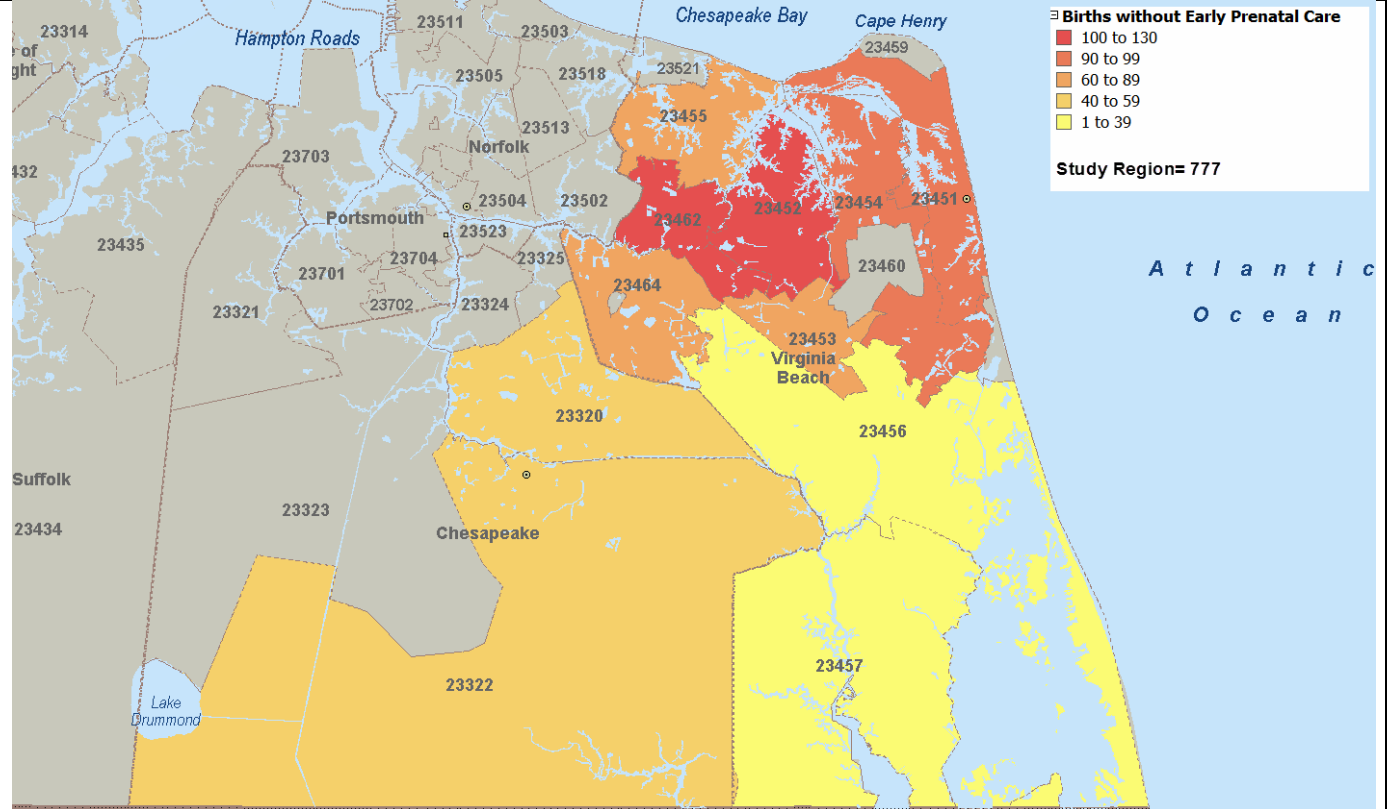 Births without Early Prenatal Care
100 to 130
90 to 99
60 to 89
40 to 59
1 to 39
Study Region= 777
Chesapeake Bay
Cape Henry
Hampton Roads
23314
e of
ght
23511
23503
23459
23505
23518
23521
23455
23513
Norfolk
23703
432
23504
23502
23462
23452
23454
23451
Portsmouth
23523
23435
23704
23325
23701
23460
23464
23702
23324
23321
23453
Virginia
Beach
Atlantic
Ocean
23320
23456
Suffolk
23434
23323
Chesapeake
23457
23322
Lake
Drummond